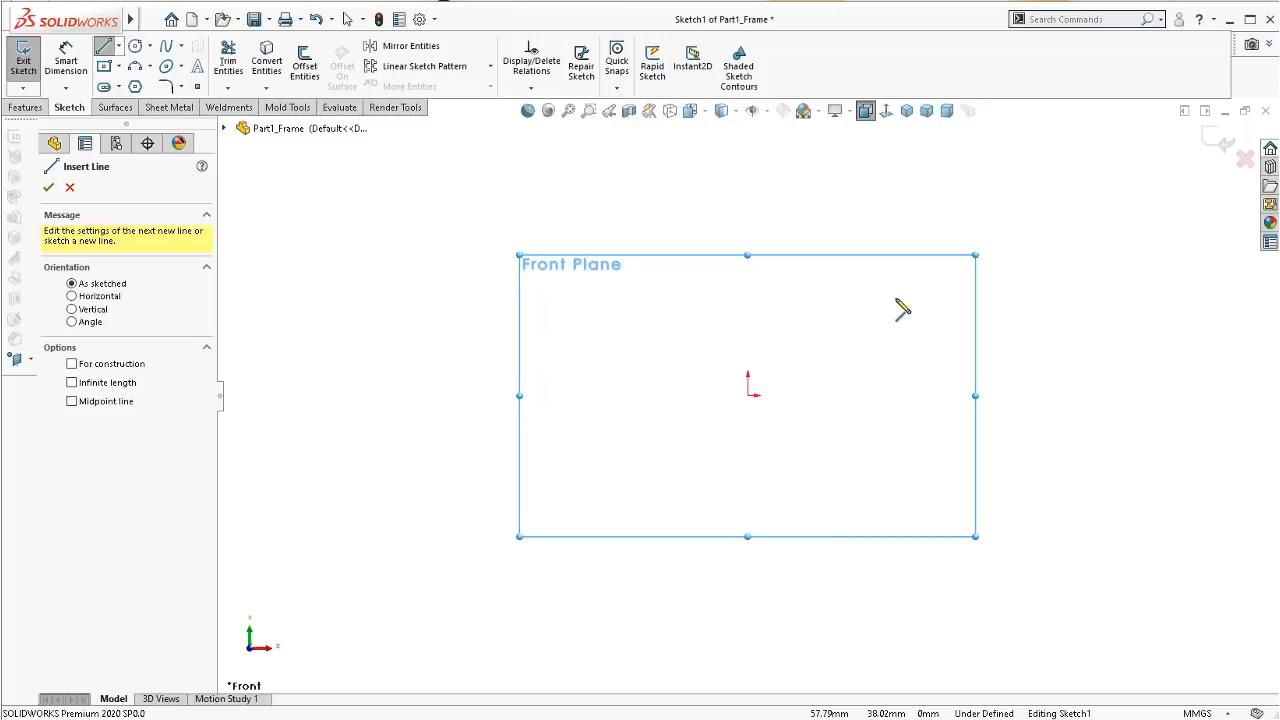 SOLIDWORKS
Sketch1 of Part1_Frame *
Search Commands
Exit Sketch
Smart Dimension
Trim Entities
Convert Entities
Offset Entities
Offset On Surface
Mirror Entities
Linear Sketch Pattern
Move Entities
Display/Delete Relations
Repair Sketch
Quick Snaps
Rapid Sketch
Instant2D
Shaded Sketch Contours
Features
Sketch
Surfaces
Sheet Metal
Weldments
Mold Tools
Evaluate
Render Tools
Part1_Frame (Default<<D...
Insert Line
Message
Edit the settings of the next new line or
sketch a new line.
Orientation
As sketched
Horizontal
Vertical
Angle
Options
For construction
Infinite length
Midpoint line
Front Plane
Y
X
*Front
Model
3D Views
Motion Study 1
SOLIDWORKS Premium 2020 SP0.0
57.79mm
38.02mm
0mm
Under Defined
Editing Sketch1
MMGS